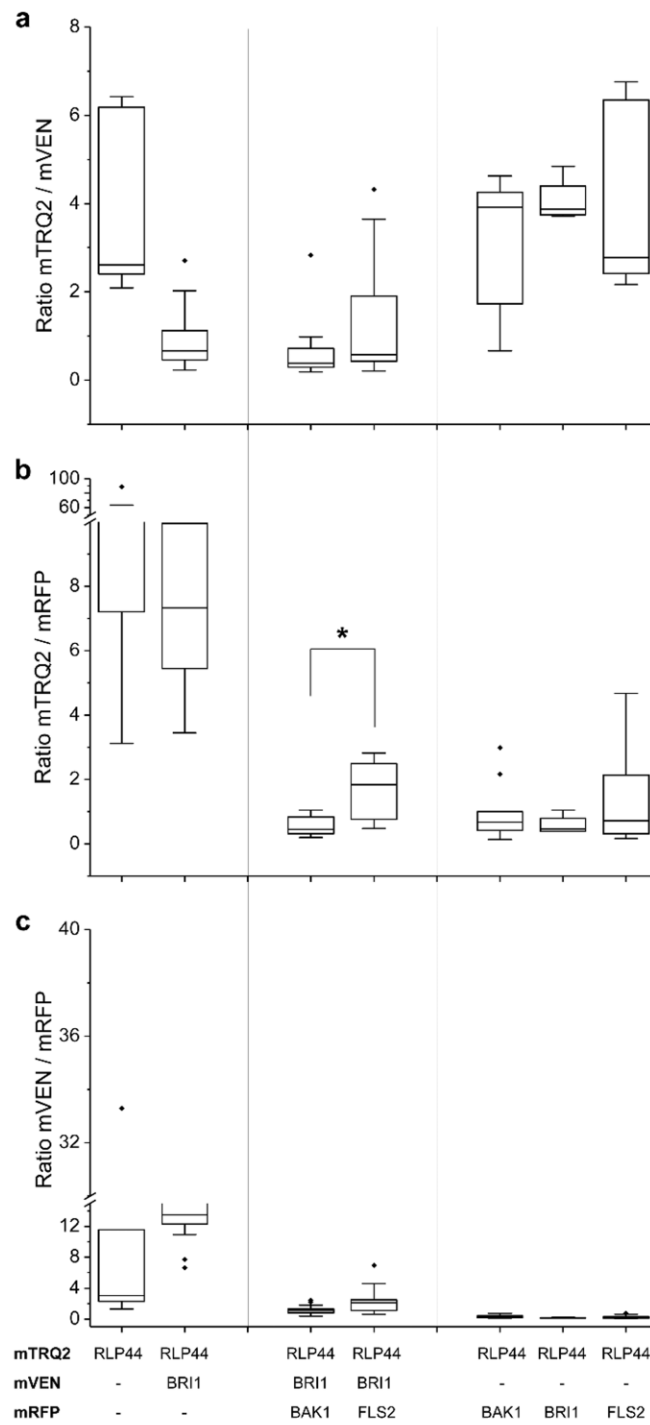 a
Ratio mTRQ2 / mVEN
8
6
4
2
0
b
Ratio mTRQ2 / mRFP
100
60
8
6
4
2
0
*
c
Ratio mVEN / mRFP
40
36
32
12
8
4
0
mTRQ2 RLP44 RLP44 RLP44 RLP44 RLP44 RLP44 RLP44
mVEN - BRI1 BRI1 BRI1 - - -
mRFP - - BAK1 FLS2 BAK1 BRI1 FLS2